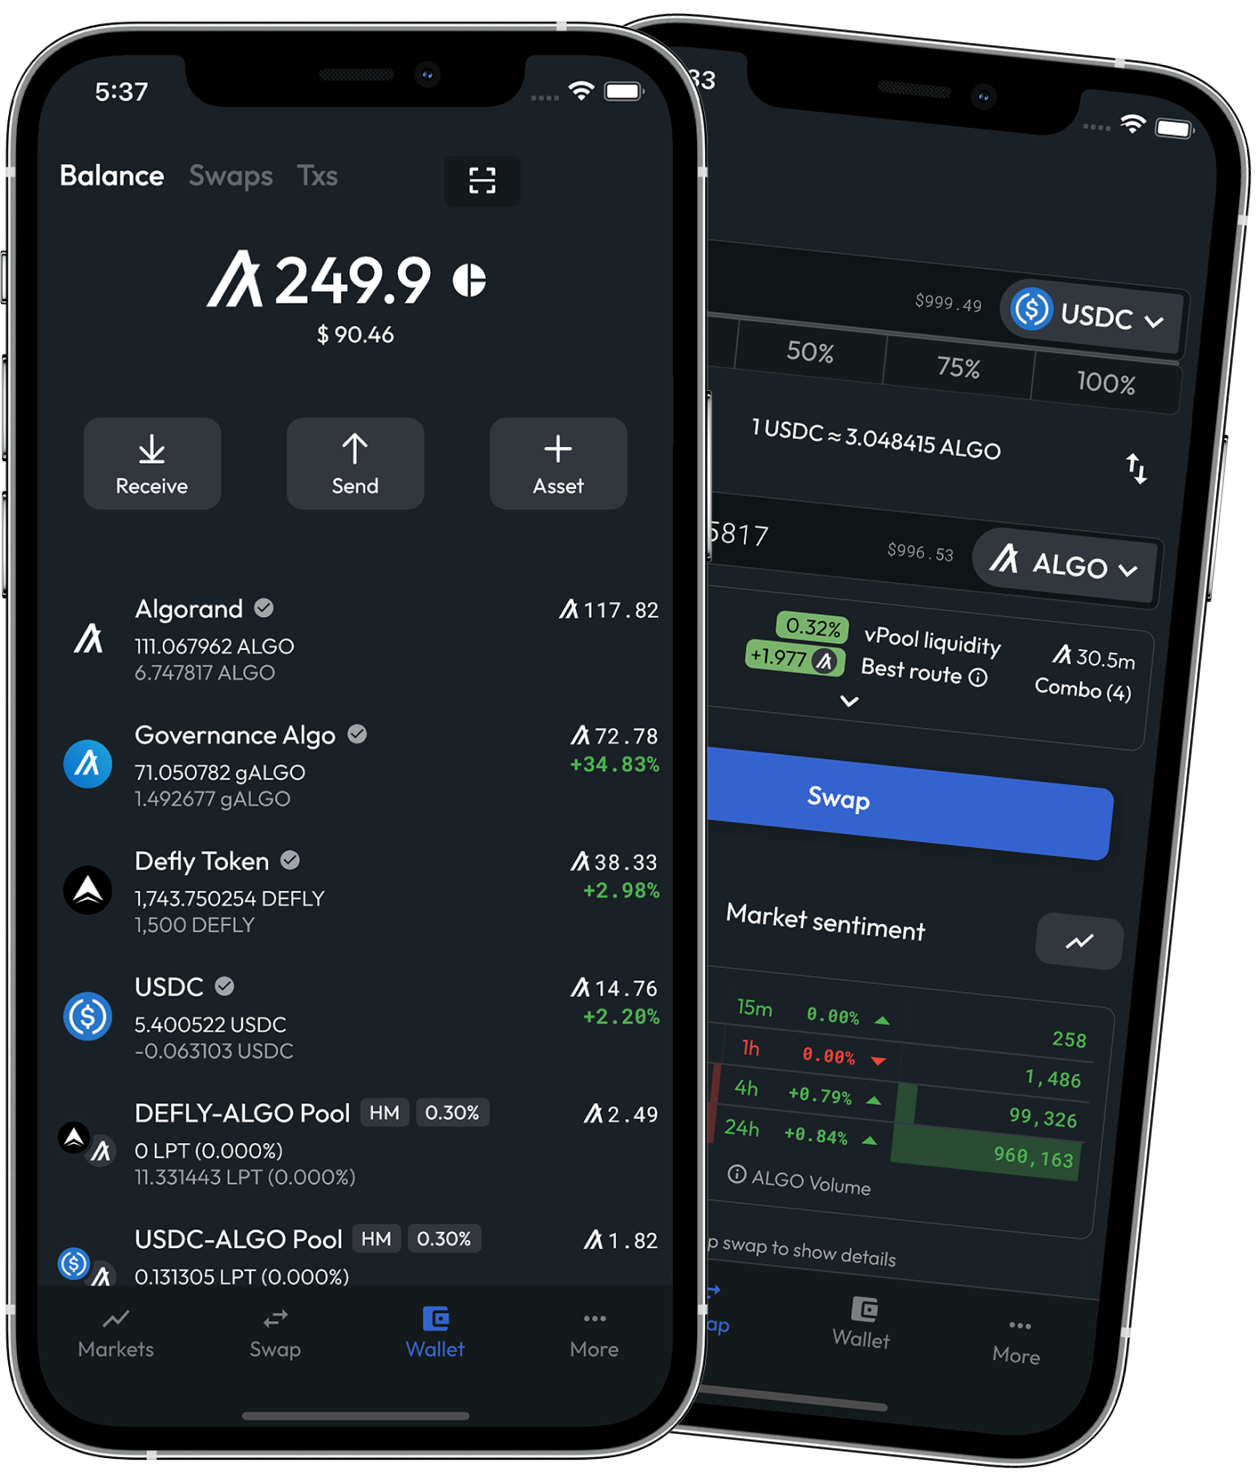 5:37
Balance Swaps Txs
249.9
$ 90.46
Receive Send Asset
Algorand 117.82
111.067962 ALGO
6.747817 ALGO
Governance Algo 72.78
71.050782 gALGO +34.83%
1.492677 gALGO
Defly Token 38.33
1,743.750254 DEFLY +2.98%
1,500 DEFLY
USDC 14.76
5.400522 USDC +2.20%
-0.063103 USDC
DEFLY-ALGO Pool HM 0.30% 2.49
0 LPT (0.000%)
11.331443 LPT (0.000%)
USDC-ALGO Pool HM 0.30% 1.82
0.131305 LPT (0.000%)
Markets Swap Wallet More
33
$999.49 USDC
50% 75% 100%
1 USDC ≈ 3.048415 ALGO
5817 $996.53 ALGO
0.32% vPool liquidity 30.5m
+1.977 Best route Combo (4)
Swap
Market sentiment
15m 0.00% 258
1h 0.00% 1,486
4h +0.79% 99,326
24h +0.84% 960,163
ALGO Volume
p swap to show details
ap Wallet More